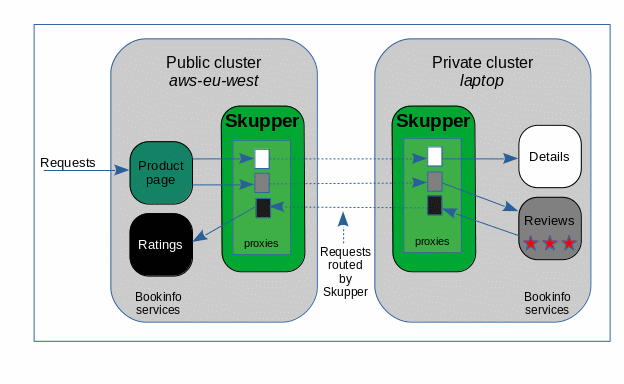 Public cluster
aws-eu-west
Private cluster
laptop
Skupper
Skupper
Requests
Product
page
Details
Ratings
Reviews
proxies
proxies
Requests
routed
by
Skupper
Bookinfo
services
Bookinfo
services